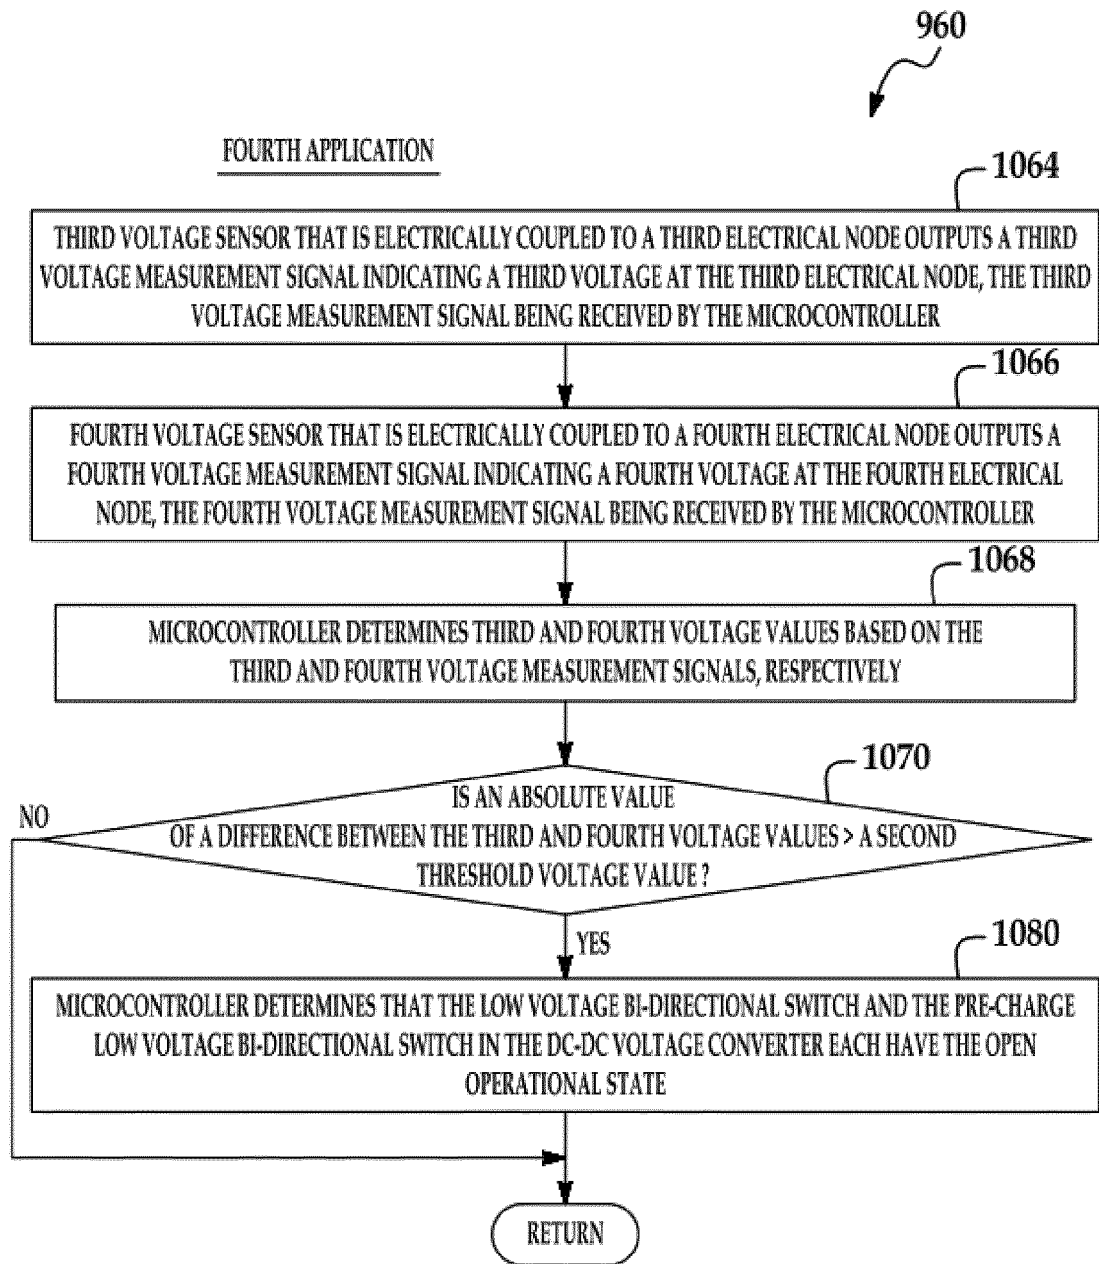 960
FOURTH APPLICATION
1064
THIRD VOLTAGE SENSOR THAT IS ELECTRICALLY COUPLED TO A THIRD ELECTRICAL NODE OUTPUTS A THIRD
VOLTAGE MEASUREMENT SIGNAL INDICATING A THIRD VOLTAGE AT THE THIRD ELECTRICAL NODE, THE THIRD
VOLTAGE MEASUREMENT SIGNAL BEING RECEIVED BY THE MICROCONTROLLER
1066
FOURTH VOLTAGE SENSOR THAT IS ELECTRICALLY COUPLED TO A FOURTH ELECTRICAL NODE OUTPUTS A
FOURTH VOLTAGE MEASUREMENT SIGNAL INDICATING A FOURTH VOLTAGE AT THE FOURTH ELECTRICAL
NODE, THE FOURTH VOLTAGE MEASUREMENT SIGNAL BEING RECEIVED BY THE MICROCONTROLLER
1068
MICROCONTROLLER DETERMINES THIRD AND FOURTH VOLTAGE VALUES BASED ON THE
THIRD AND FOURTH VOLTAGE MEASUREMENT SIGNALS, RESPECTIVELY
1070
IS AN ABSOLUTE VALUE
OF A DIFFERENCE BETWEEN THE THIRD AND FOURTH VOLTAGE VALUES > A SECOND
THRESHOLD VOLTAGE VALUE ?
NO
YES
1080
MICROCONTROLLER DETERMINES THAT THE LOW VOLTAGE BI-DIRECTIONAL SWITCH AND THE PRE-CHARGE
LOW VOLTAGE BI-DIRECTIONAL SWITCH IN THE DC-DC VOLTAGE CONVERTER EACH HAVE THE OPEN
OPERATIONAL STATE
RETURN